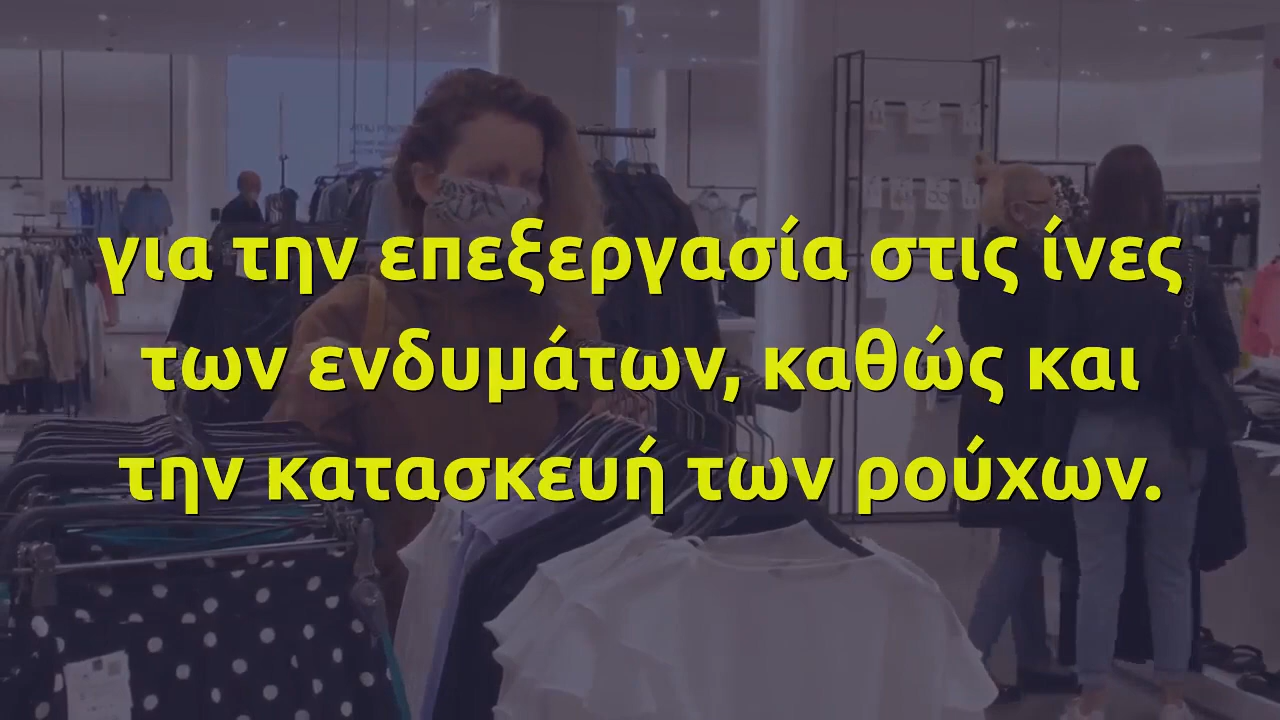 για την επεξεργασία στις ίνες
των ενδυμάτων, καθώς και
την κατασκευή των ρούχων.